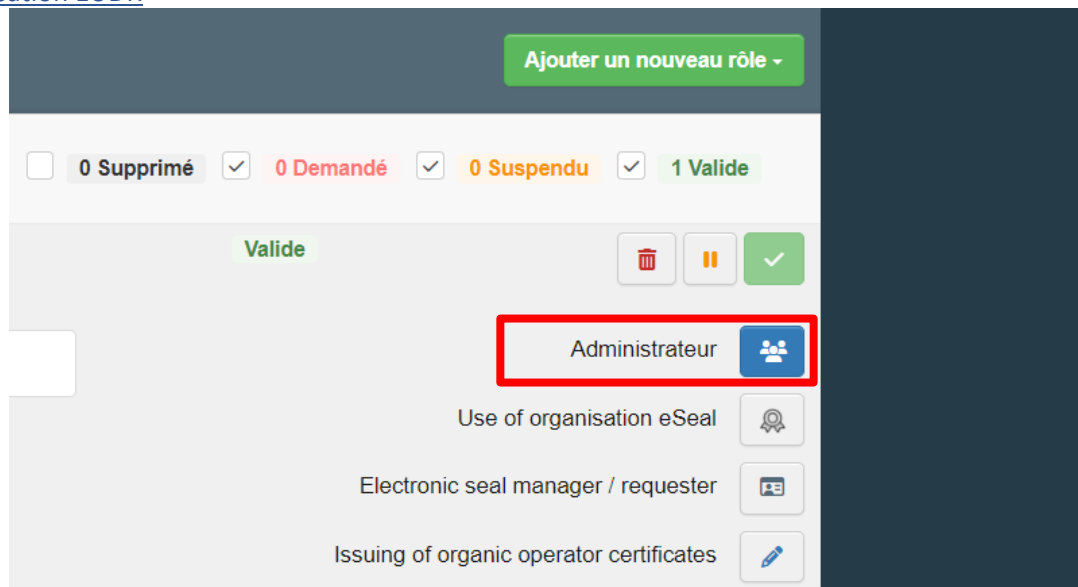 Ajouter un nouveau rôle
0 Supprimé 0 Demandé 0 Suspendu 1 Valide
Valide
Administrateur
Use of organisation eSeal
Electronic seal manager / requester
Issuing of organic operator certificates